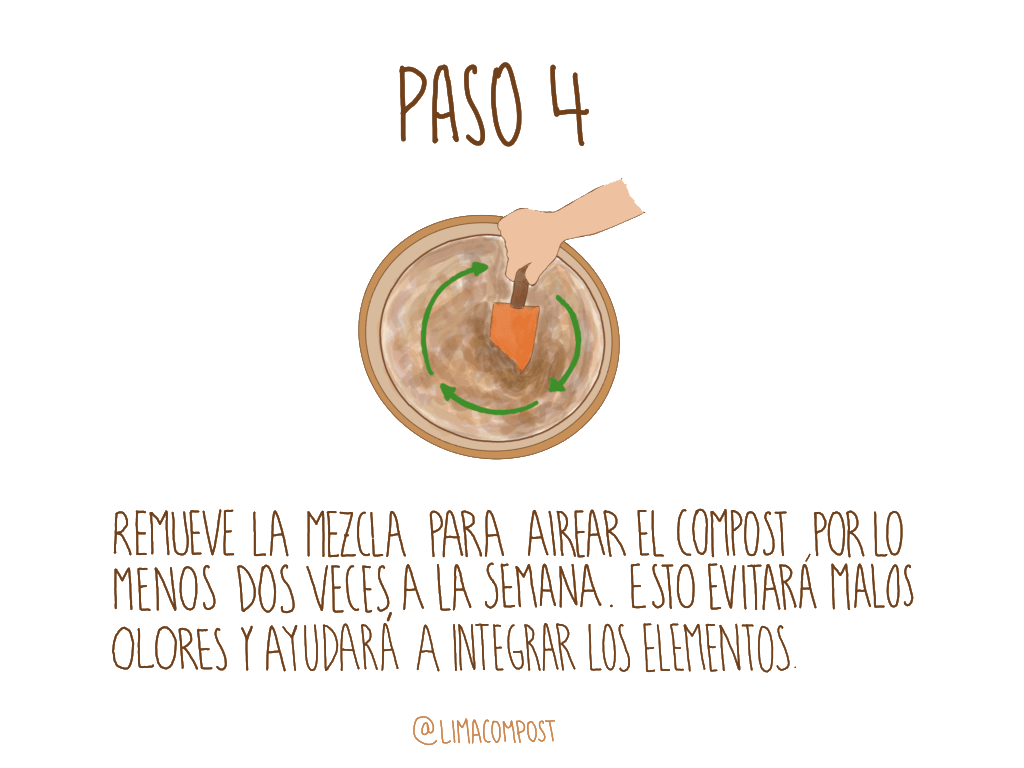 PASO 4
REMUEVE LA MEZCLA PARA AIREAR EL COMPOST POR LO
MENOS DOS VECES A LA SEMANA. ESTO EVITARÁ MALOS
OLORES Y AYUDARÁ A INTEGRAR LOS ELEMENTOS.
@LIMACOMPOST